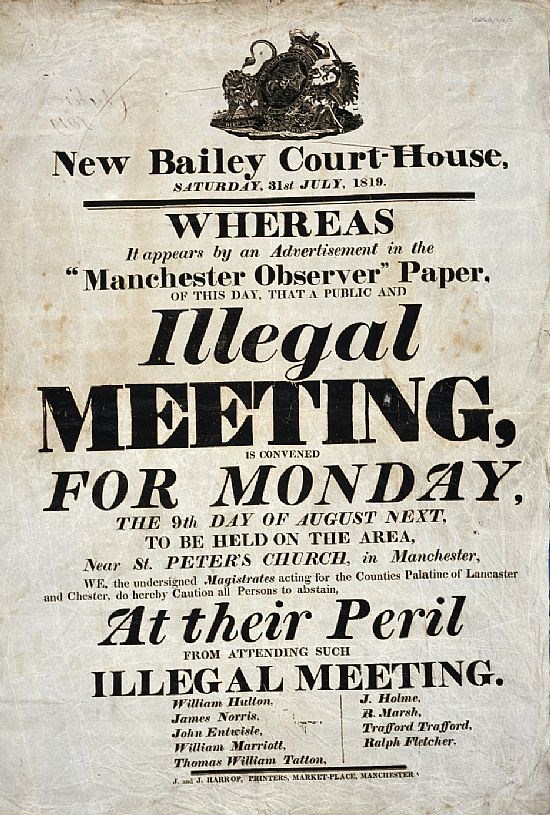 New Bailey Court-House,
SATURDAY, 31st JULY, 1819.
WHEREAS
It appears by an Advertisement in the
"Manchester Observer" Paper,
OF THIS DAY, THAT A PUBLIC AND
Illegal
MEETING,
IS CONVENED
FOR MONDAY,
THE 9th DAY OF AUGUST NEXT,
TO BE HELD ON THE AREA,
Near St. PETER'S CHURCH, in Manchester,
WE, the undersigned Magistrates acting for the Counties Palatine of Lancaster
and Chester, do hereby Caution all Persons to abstain,
At their Peril
FROM ATTENDING SUCH
ILLEGAL MEETING.
William Hulton,
James Norris,
John Entwisle,
William Marriott,
Thomas William Tatton,
J. Holme,
R. Marsh,
Trafford Trafford,
Ralph Fletcher.
J. and J. HARROP, PRINTERS, MARKET-PLACE, MANCHESTER